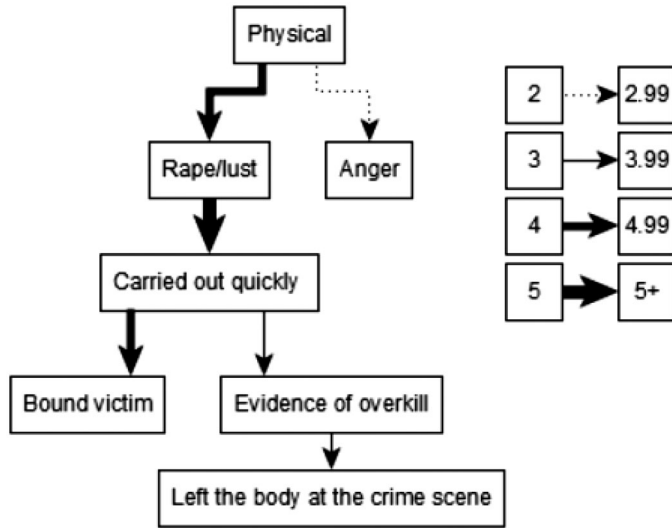 Physical
2
2.99
Rape/lust
Anger
3
3.99
4
4.99
Carried out quickly
5
5+
Bound victim
Evidence of overkill
Left the body at the crime scene